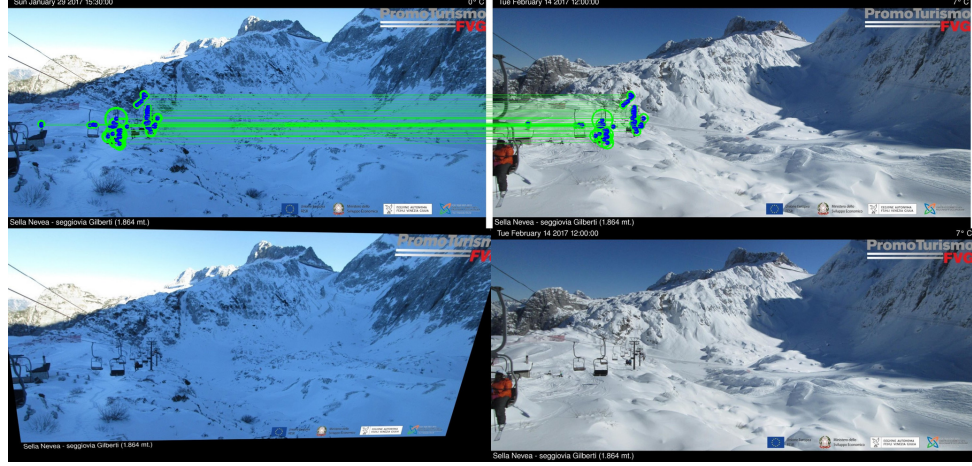 Sun January 29 2017 15:30:00 0° C
PromoTurismo
FVG
Sella Nevea - seggiovia Gilberti (1.864 mt.)
Tue February 14 2017 12:00:00 7° C
PromoTurismo
FVG
Sella Nevea - seggiovia Gilberti (1.864 mt.)
PromoTurism
FV
Sella Nevea - seggiovia Gilberti (1.864 mt.)
Tue February 14 2017 12:00:00 7° C
PromoTurismo
FVG
Sella Nevea - seggiovia Gilberti (1.864 mt.)